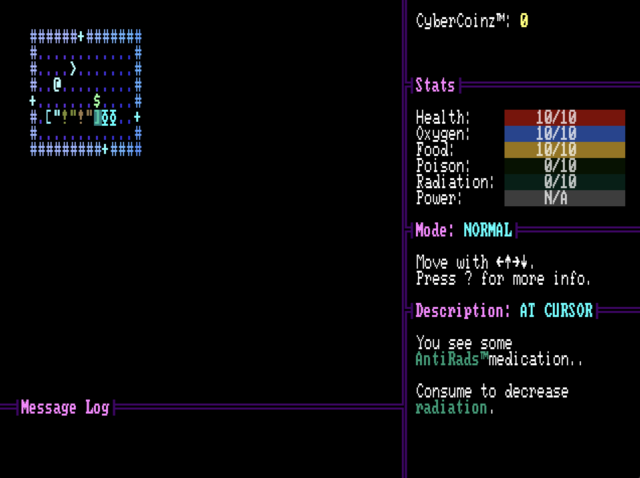 CyberCoinz™: 0
######+#######
#............#
#....>.......#
#..@.........#
+.......$....#
#.["!"!"
+
#............#
#########+####
Stats
Health: 10/10
Oxygen: 10/10
Food: 10/10
Poison: 0/10
Radiation: 0/10
Power: N/A
Mode: NORMAL
Move with ←↑→↓.
Press ? for more info.
Description: AT CURSOR
You see some
AntiRads™medication..
Consume to decrease
radiation.
Message Log